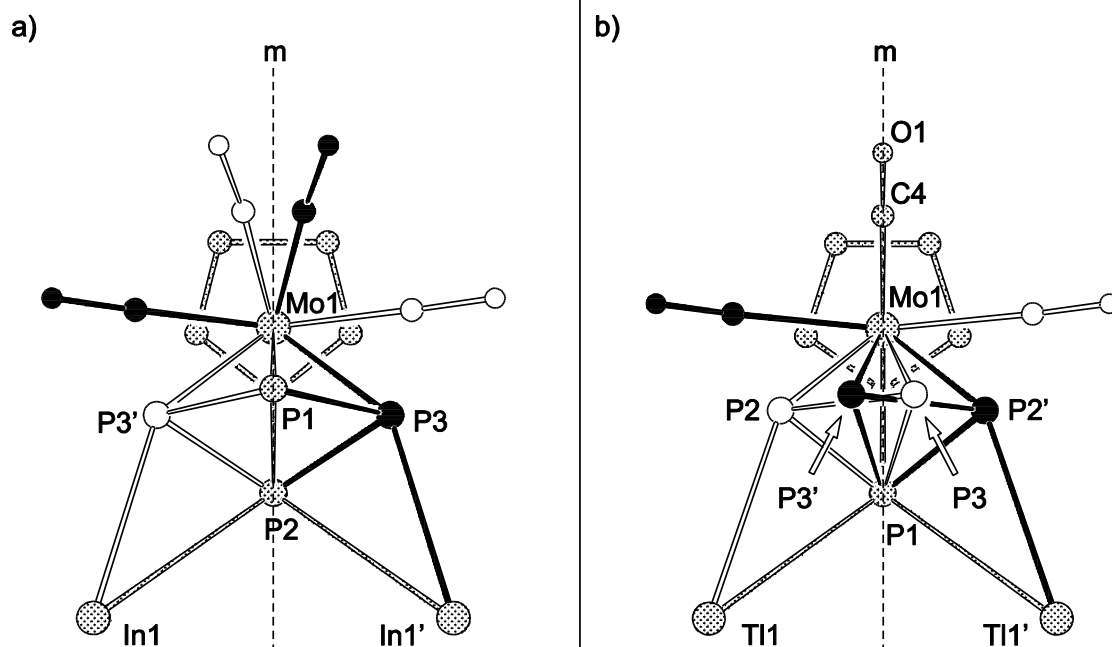 a)
m
Mo1
P3’
P1
P3
P2
In1
In1’
b)
m
O1
C4
Mo1
P2
P2’
P3’
P3
P1
Tl1
Tl1’